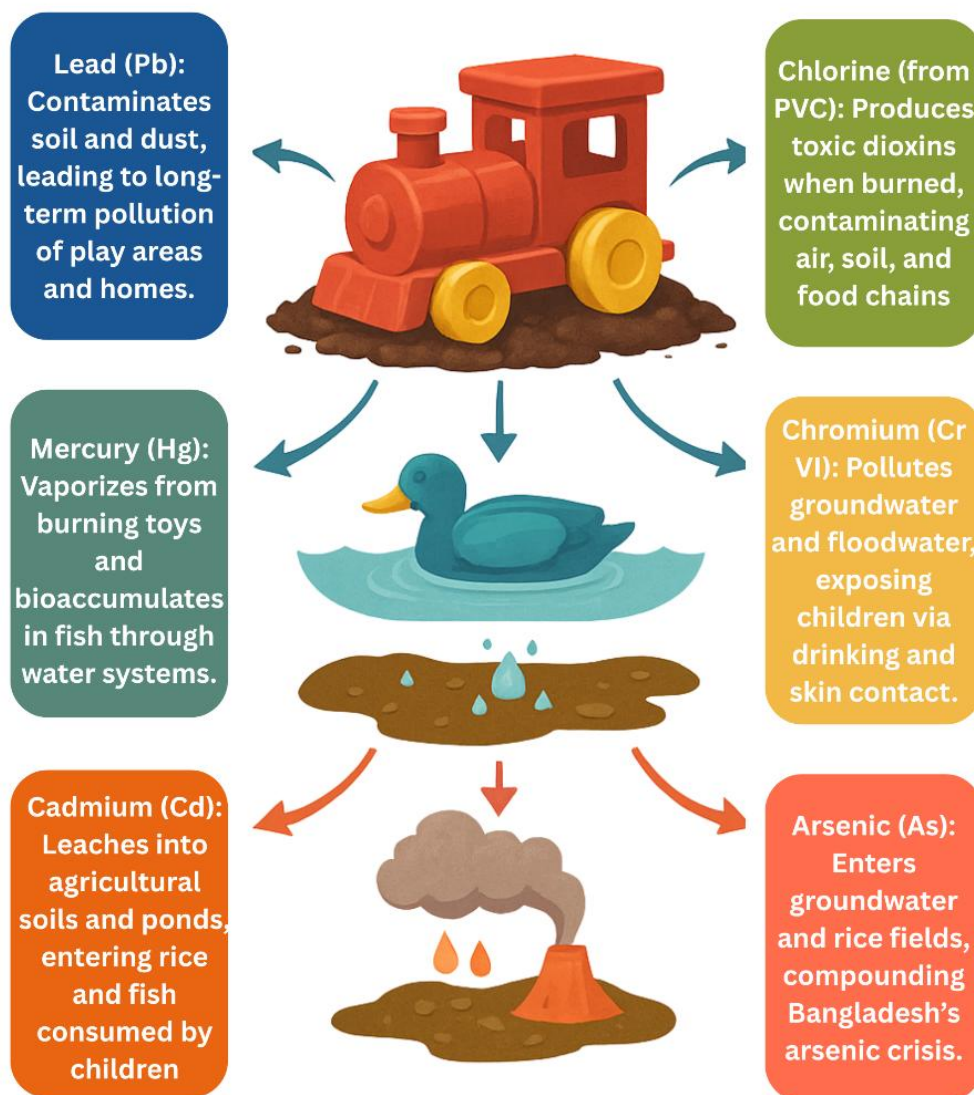 Lead (Pb):
Contaminates
soil and dust,
leading to long-
term pollution
of play areas
and homes.
Chlorine (from
PVC): Produces
toxic dioxins
when burned,
contaminating
air, soil, and
food chains
Mercury (Hg):
Vaporizes from
burning toys
and
bioaccumulates
in fish through
water systems.
Chromium (Cr
VI): Pollutes
groundwater
and floodwater,
exposing
children via
drinking and
skin contact.
Cadmium (Cd):
Leaches into
agricultural
soils and ponds,
entering rice
and fish
consumed by
children
Arsenic (As):
Enters
groundwater
and rice fields,
compounding
Bangladesh’s
arsenic crisis.